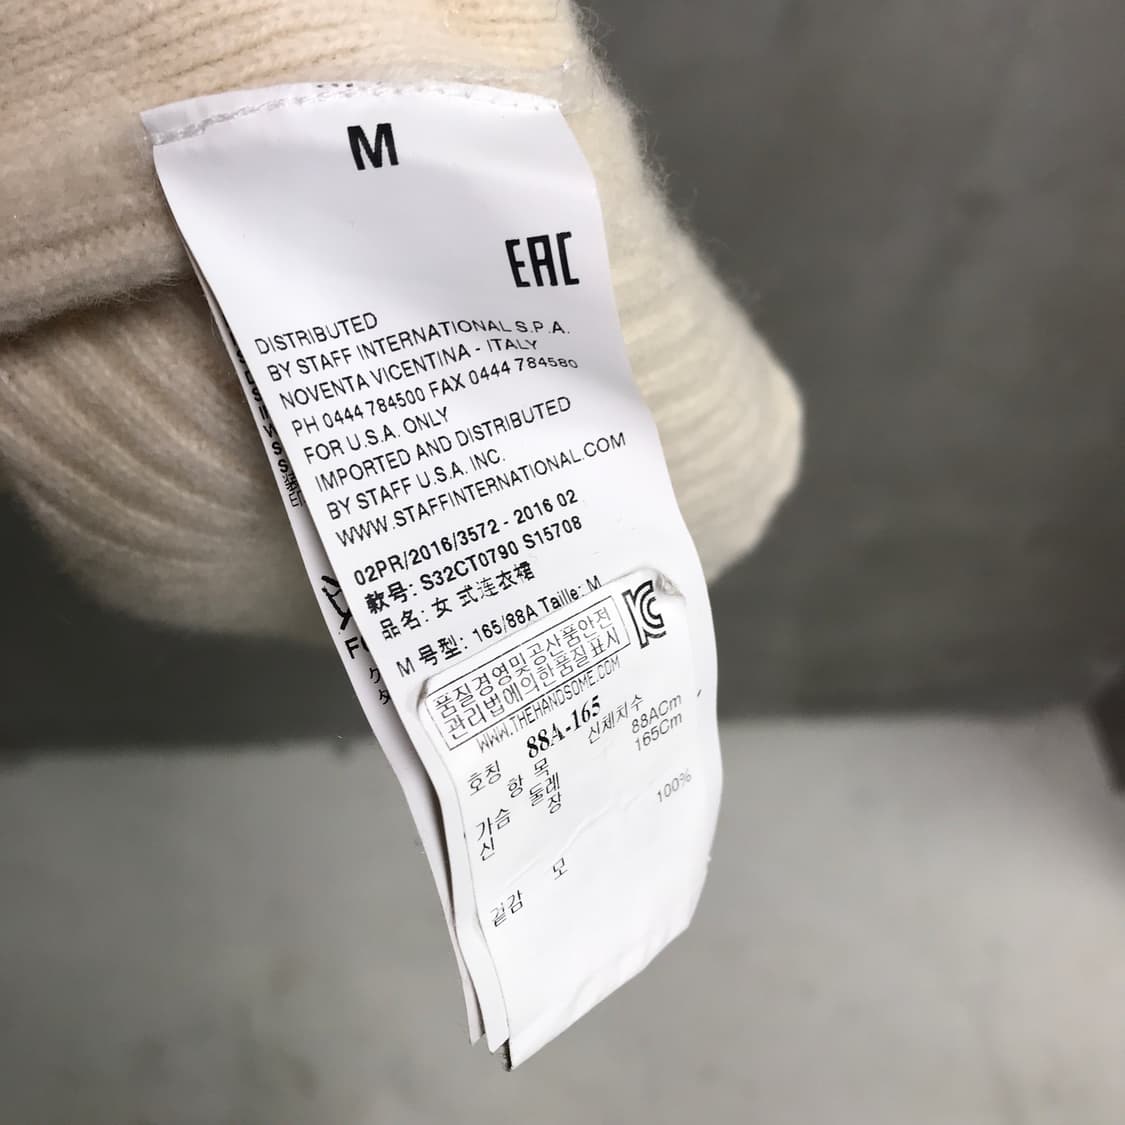 M
EAC
DISTRIBUTED
BY STAFF INTERNATIONAL S.P.A.
NOVENTA VICENTINA - ITALY
PH 0444 784500 FAX 0444 784580
FOR U.S.A. ONLY
IMPORTED AND DISTRIBUTED
BY STAFF U.S.A. INC.
WWW.STAFFINTERNATIONAL.COM
02PR/2016/3572 - 2016 02
款号: S32CT0790 S15708
品名: 女式连衣裙
M 号型: 165/88A Taille: M
품질경영및공산품안전
관리법에의한품질표시
WWW.THEHANDSOME.COM
호칭 88A-165
항 목 신체치수
가슴 둘레 88ACm
신 장 165Cm
겉감 모 100%